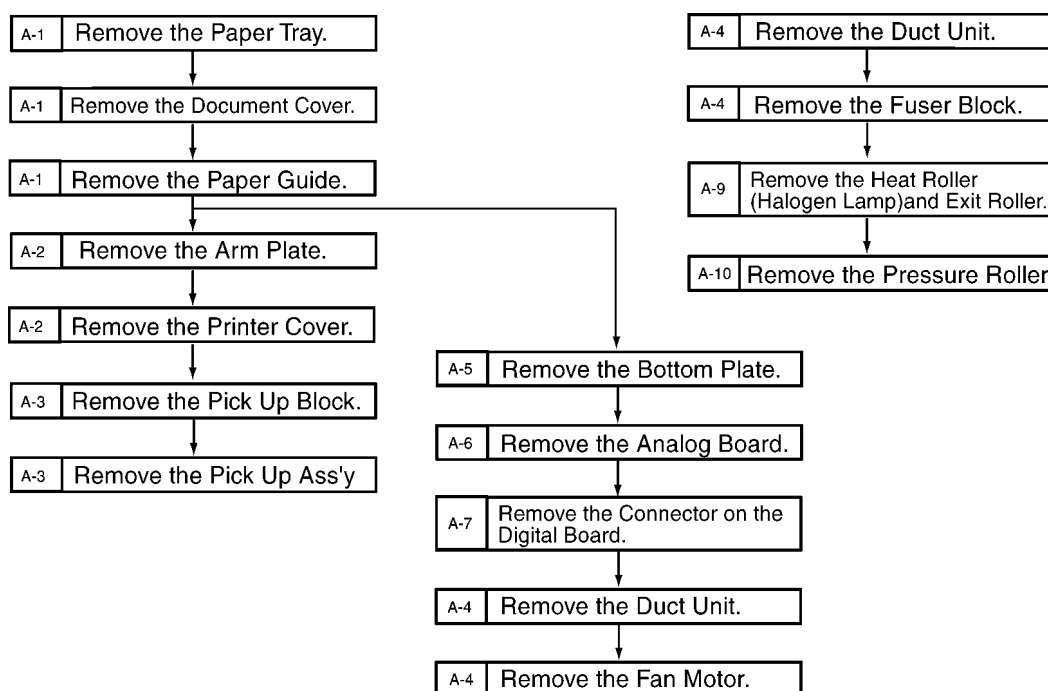 A-1 Remove the Paper Tray.
A-1 Remove the Document Cover.
A-1 Remove the Paper Guide.
A-2 Remove the Arm Plate.
A-2 Remove the Printer Cover.
A-3 Remove the Pick Up Block.
A-3 Remove the Pick Up Ass'y
A-5 Remove the Bottom Plate.
A-6 Remove the Analog Board.
A-7 Remove the Connector on the
Digital Board.
A-4 Remove the Duct Unit.
A-4 Remove the Fan Motor.
A-4 Remove the Duct Unit.
A-4 Remove the Fuser Block.
A-9 Remove the Heat Roller
(Halogen Lamp)and Exit Roller.
A-10 Remove the Pressure Roller